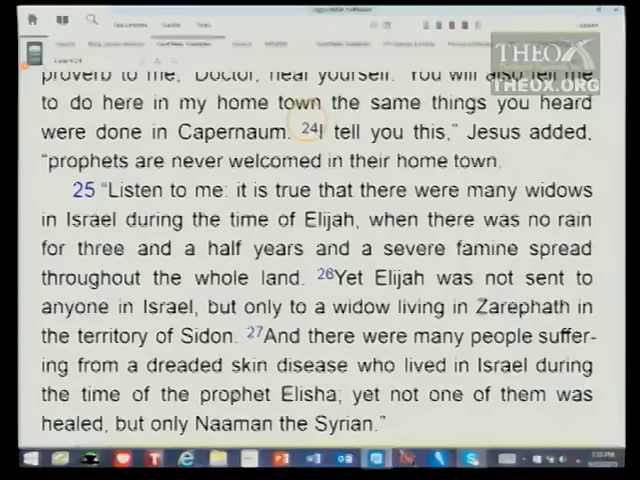 THEOX
THEOX.ORG
proverb to me, 'Doctor, heal yourself.' You will also tell me
to do here in my home town the same things you heard
were done in Capernaum. 24I tell you this," Jesus added,
"prophets are never welcomed in their home town.
25 "Listen to me: it is true that there were many widows
in Israel during the time of Elijah, when there was no rain
for three and a half years and a severe famine spread
throughout the whole land. 26Yet Elijah was not sent to
anyone in Israel, but only to a widow living in Zarephath in
the territory of Sidon. 27And there were many people suffer-
ing from a dreaded skin disease who lived in Israel during
the time of the prophet Elisha; yet not one of them was
healed, but only Naaman the Syrian."